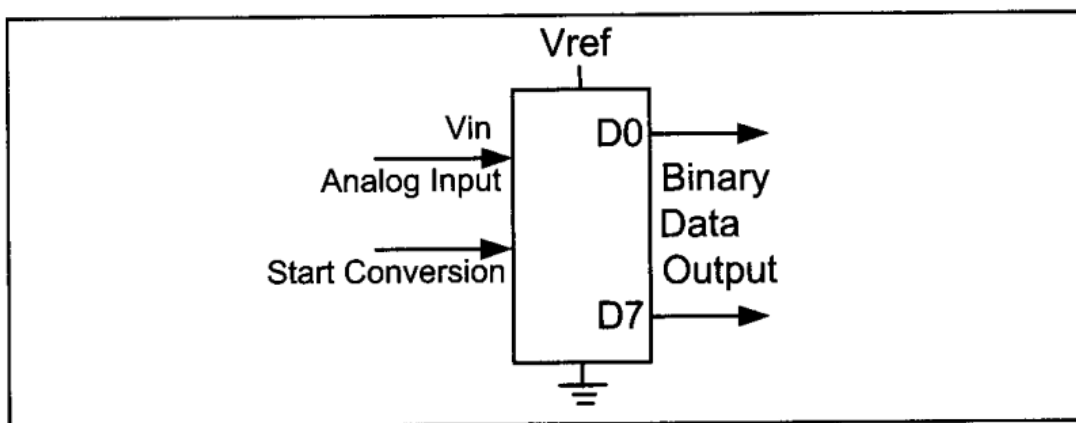 Vref
Vin
Analog Input
Start Conversion
D0
Binary
Data
Output
D7